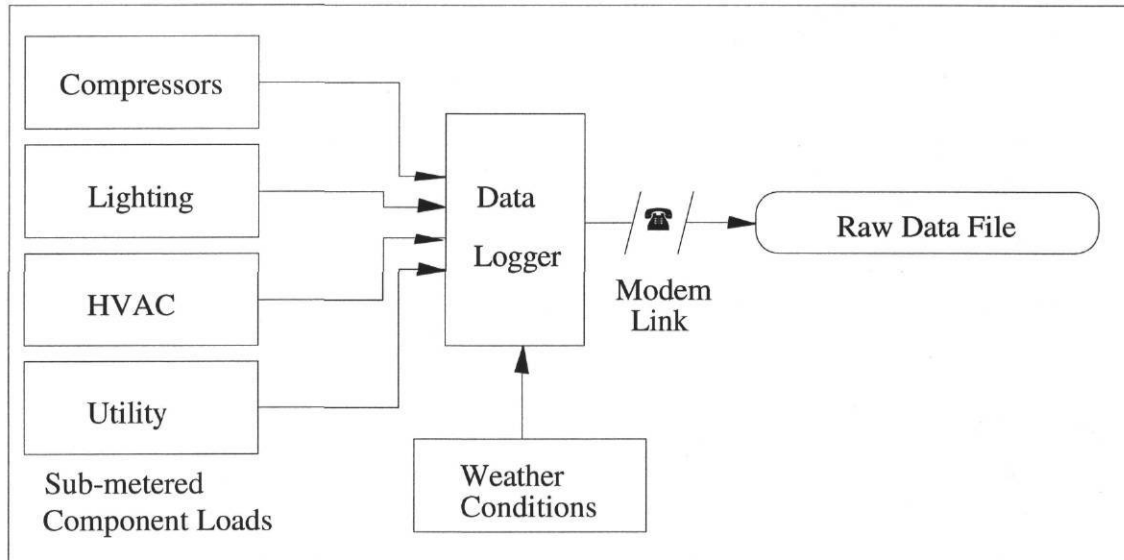 Compressors
Lighting
HVAC
Utility
Sub-metered
Component Loads
Data
Logger
Weather
Conditions
Modem
Link
Raw Data File